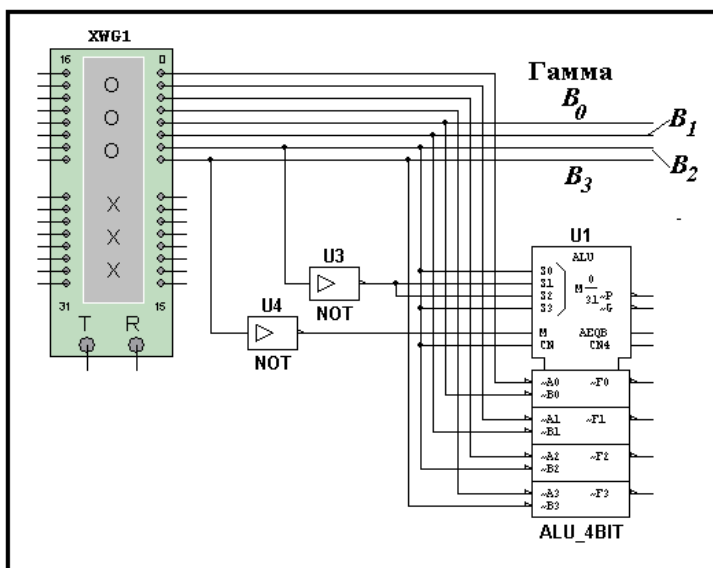 XWG1
16 0
O
O
O
X
X
X
31 15
T R
Гамма
B0
B1
B2
B3
U1
ALU
S0
S1
S2
S3
M 0
31
~P
~G
M AEQB
CN CN4
~A0 ~F0
~B0
~A1 ~F1
~B1
~A2 ~F2
~B2
~A3 ~F3
~B3
ALU_4BIT
U3
NOT
U4
NOT